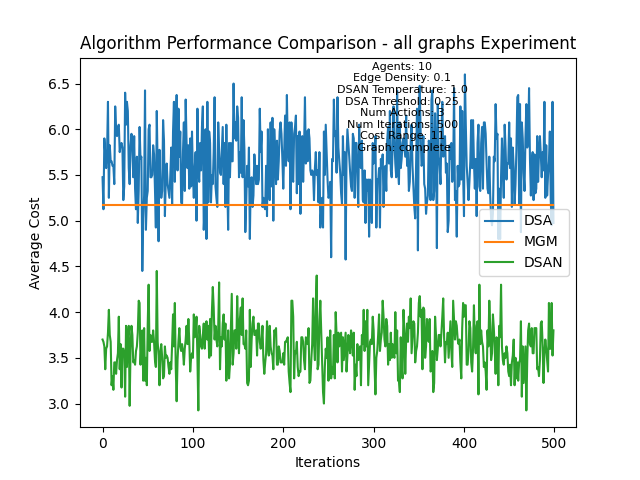 Algorithm Performance Comparison - all graphs Experiment
Agents: 10
Edge Density: 0.1
DSAN Temperature: 1.0
DSA Threshold: 0.25
Num Actions: 3
Num Iterations: 500
Cost Range: 11
Graph: complete
6.5
6.0
5.5
5.0
4.5
4.0
3.5
3.0
Average Cost
DSA
MGM
DSAN
0
100
200
300
400
500
Iterations